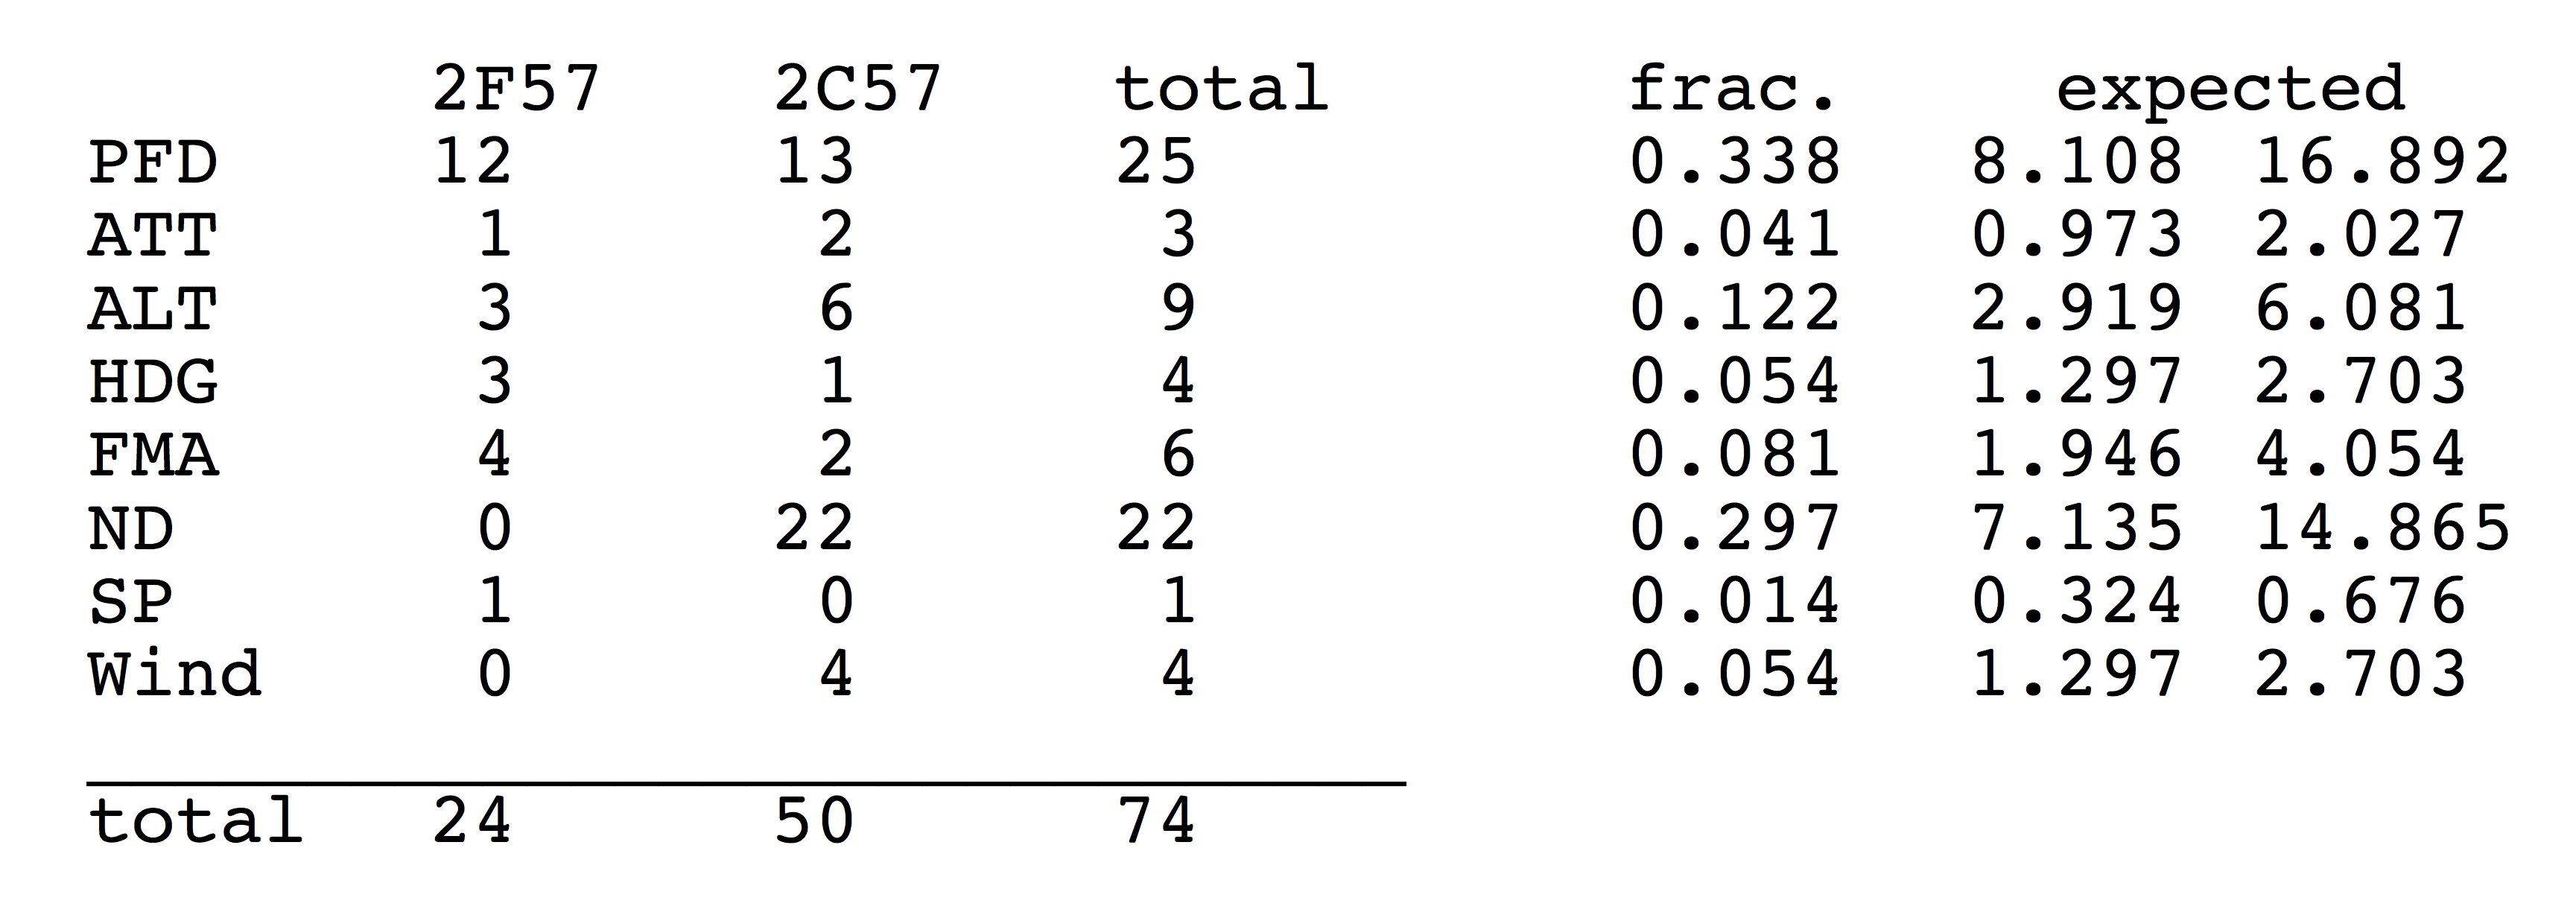 2F57 2C57 total frac. expected
PFD 12 13 25 0.338 8.108 16.892
ATT 1 2 3 0.041 0.973 2.027
ALT 3 6 9 0.122 2.919 6.081
HDG 3 1 4 0.054 1.297 2.703
FMA 4 2 6 0.081 1.946 4.054
ND 0 22 22 0.297 7.135 14.865
SP 1 0 1 0.014 0.324 0.676
Wind 0 4 4 0.054 1.297 2.703
total 24 50 74